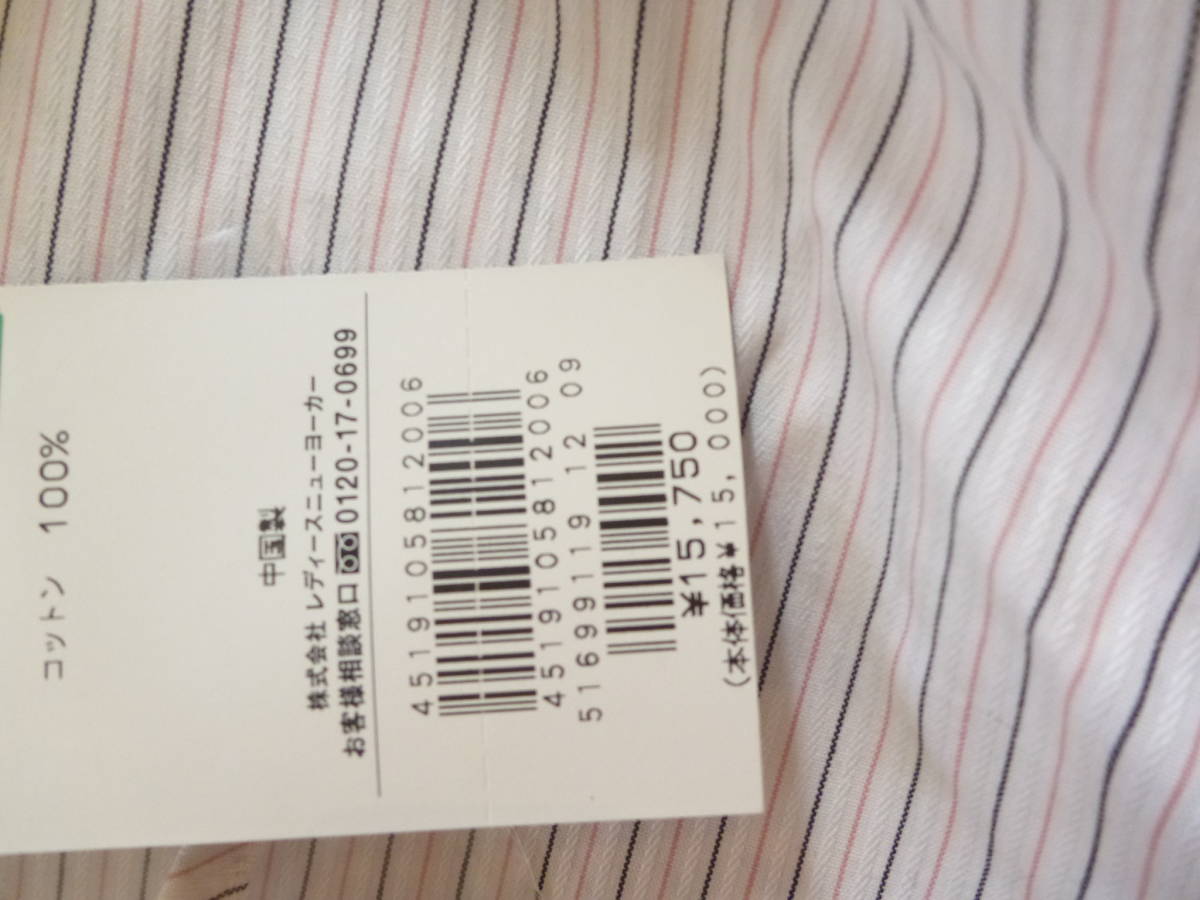 コットン 100%
中国製
株式会社 レディースニューヨーカー
お客様相談窓口 0120-17-0699
4519105812006
4519105812006
51699119 12 09
¥15,750
(本体価格¥15,000)